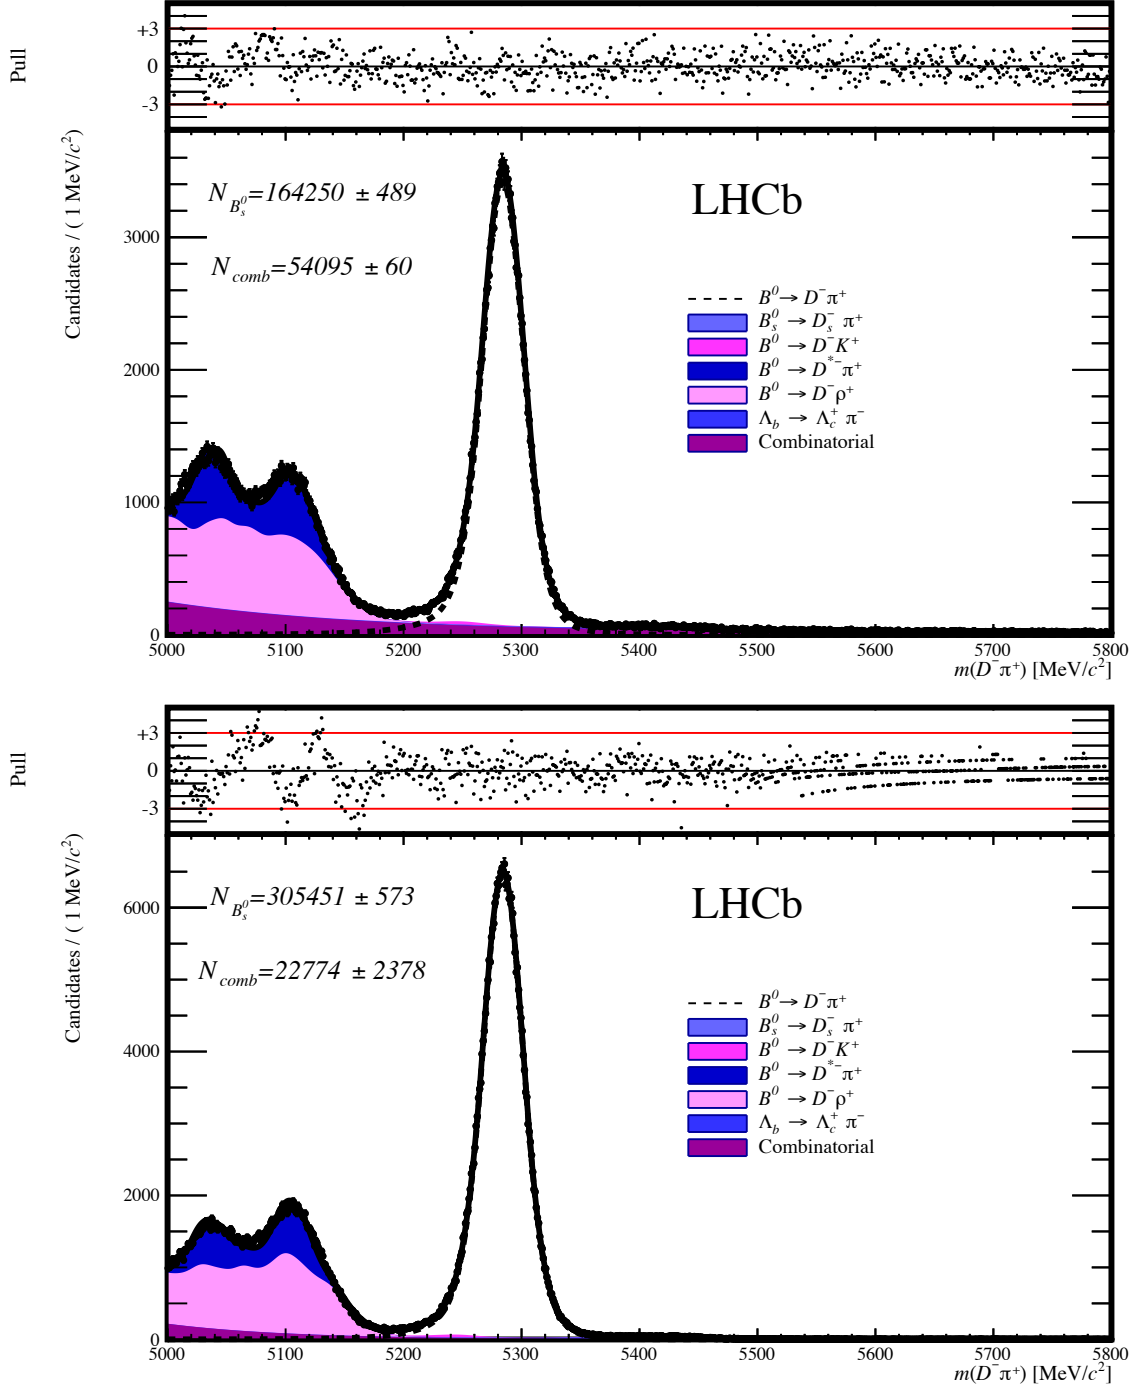 Pull
+3
0
-3
Candidates / ( 1 MeV/c²)
N_{B_s^0}=164250 ± 489
LHCb
N_{comb}=54095 ± 60
3000
2000
1000
0
B⁰→ D⁻π⁺
B_s^0 → D_s^- π⁺
B⁰ → D⁻K⁺
B⁰ → D*⁻π⁺
B⁰ → D⁻ρ⁺
Λ_b → Λ_c^+ π⁻
Combinatorial
5000 5100 5200 5300 5400 5500 5600 5700 5800
m(D⁻π⁺) [MeV/c²]
Pull
+3
0
-3
Candidates / ( 1 MeV/c²)
N_{B_s^0}=305451 ± 573
LHCb
N_{comb}=22774 ± 2378
6000
4000
2000
0
B⁰→ D⁻π⁺
B_s^0 → D_s^- π⁺
B⁰ → D⁻K⁺
B⁰ → D*⁻π⁺
B⁰ → D⁻ρ⁺
Λ_b → Λ_c^+ π⁻
Combinatorial
5000 5100 5200 5300 5400 5500 5600 5700 5800
m(D⁻π⁺) [MeV/c²]